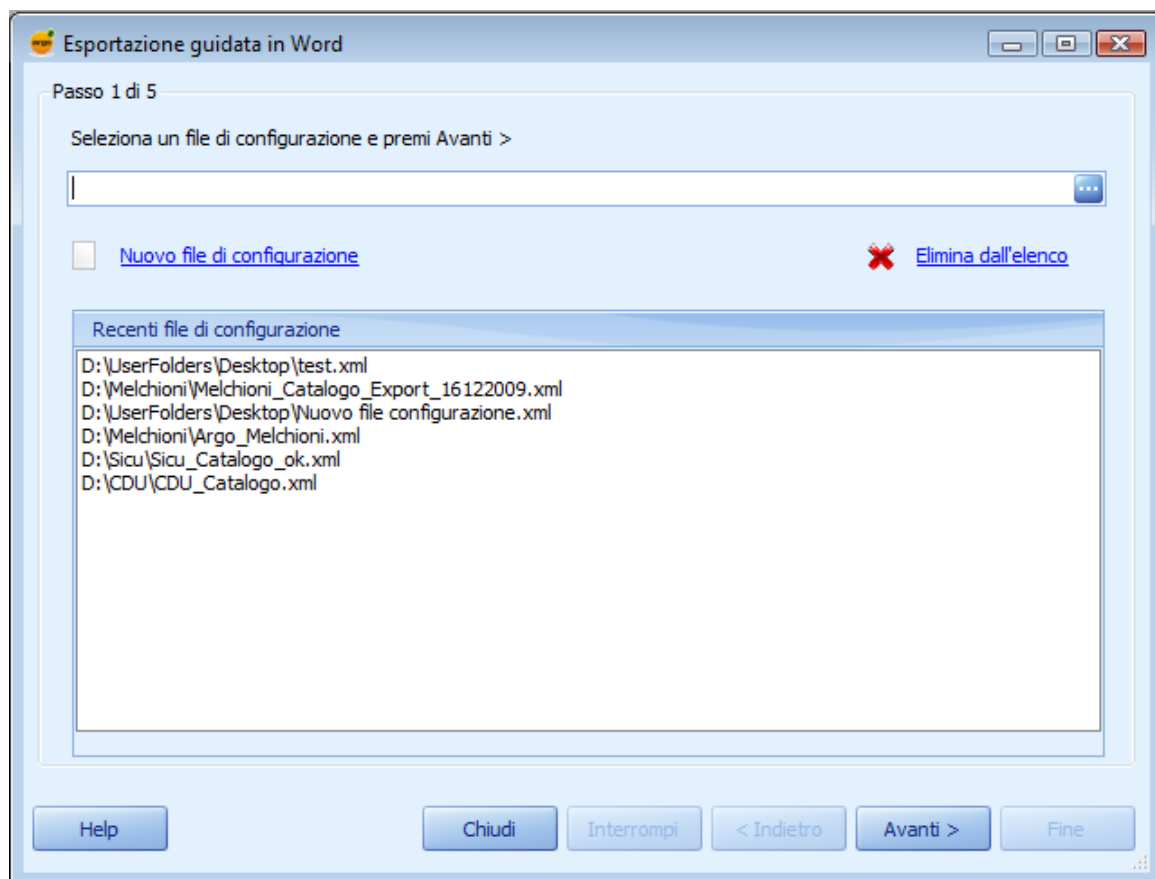 argo
Esportazione guidata in Word
Passo 1 di 5
Seleziona un file di configurazione e premi Avanti >
Nuovo file di configurazione
Elimina dall'elenco
Recenti file di configurazione
D:\UserFolders\Desktop\test.xml
D:\Melchioni\Melchioni_Catalogo_Export_16122009.xml
D:\UserFolders\Desktop\Nuovo file configurazione.xml
D:\Melchioni\Argo_Melchioni.xml
D:\Sicu\Sicu_Catalogo_ok.xml
D:\CDU\CDU_Catalogo.xml
Help
Chiudi
Interrompi
< Indietro
Avanti >
Fine